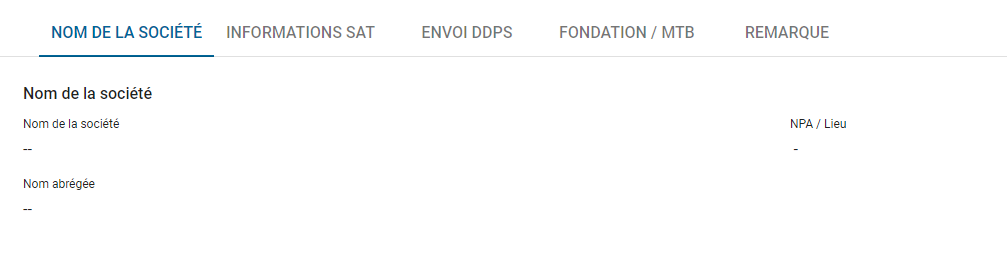 NOM DE LA SOCIÉTÉ INFORMATIONS SAT ENVOI DDPS FONDATION / MTB REMARQUE
Nom de la société
Nom de la société NPA / Lieu
-- -
Nom abrégée
--